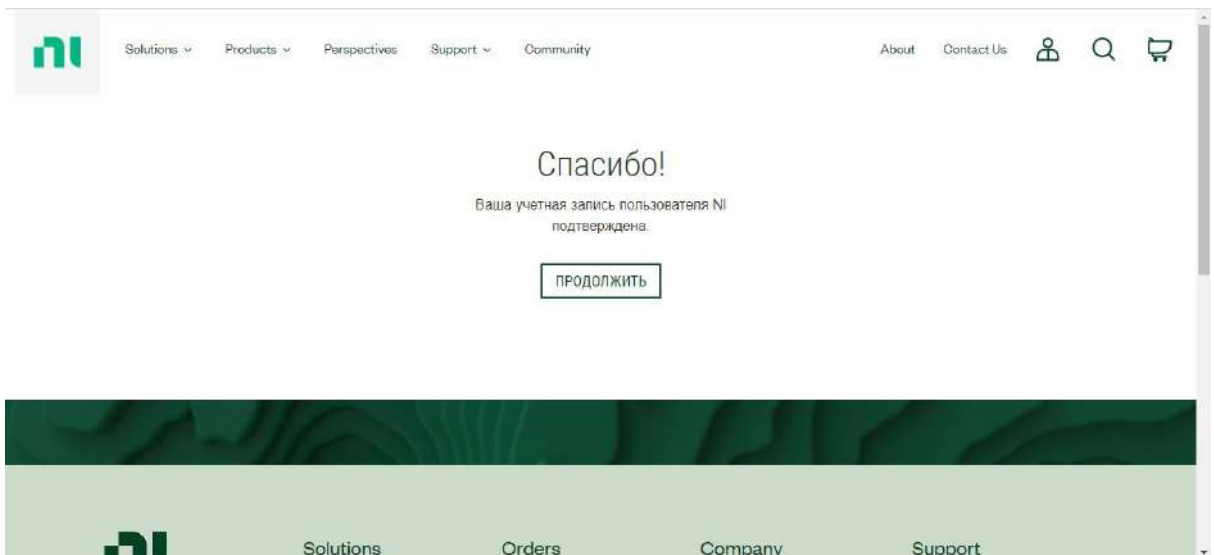 nı
Solutions Products Perspectives Support Community About Contact Us
Спасибо!
Ваша учетная запись пользователя NI
подтверждена.
ПРОДОЛЖИТЬ
Solutions Orders Company Support